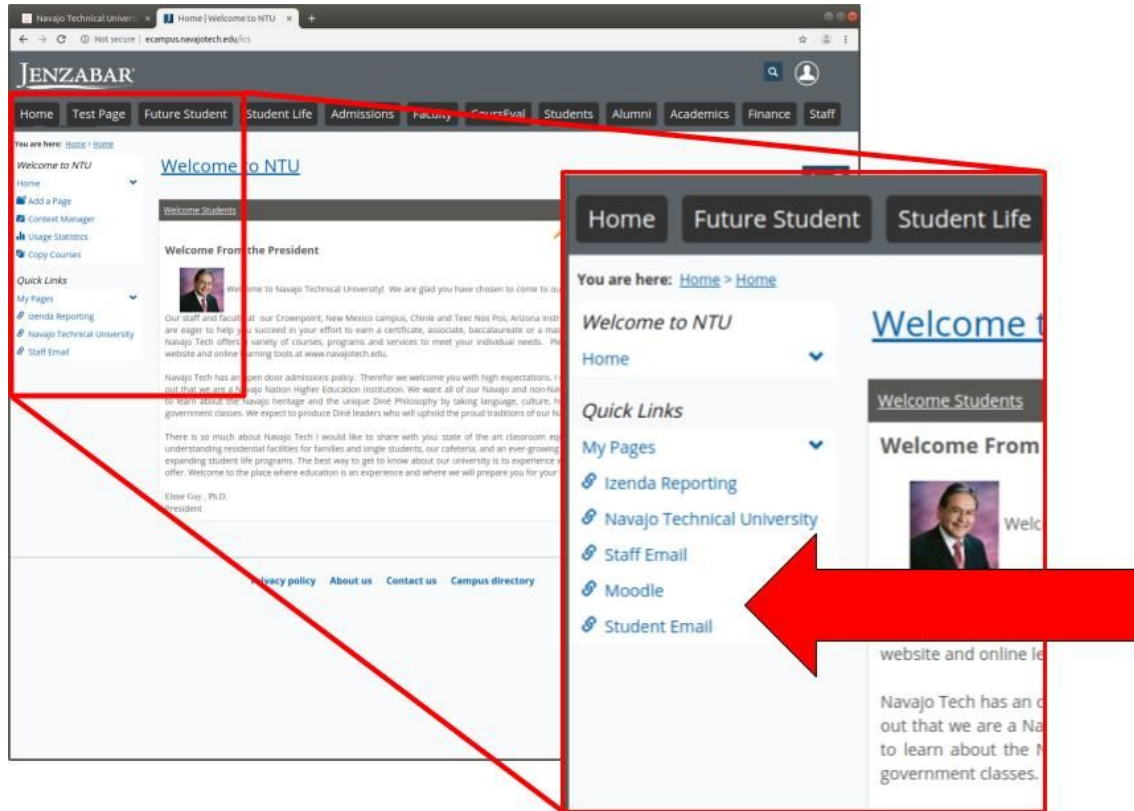 Navajo Technical Univers
Home | Welcome to NTU
Not secure | ecampus.navajotech.edu/ics
JENZABAR
Home Test Page Future Student Student Life Admissions Faculty CoursEval Students Alumni Academics Finance Staff
You are here: Home > Home
Welcome to NTU
Home
Add a Page
Context Manager
Usage Statistics
Copy Courses
Quick Links
My Pages
Izenda Reporting
Navajo Technical University
Staff Email
Welcome to NTU
Welcome Students
Welcome From the President
Welcome to Navajo Technical University! We are glad you have chosen to come to ou
Our staff and faculty at our Crownpoint, New Mexico campus, Chinle and Teec Nos Pos, Arizona instr
are eager to help you succeed in your effort to earn a certificate, associate, baccalaureate or a mas
Navajo Tech offers a variety of courses, programs and services to meet your individual needs. Ple
website and online learning tools at www.navajotech.edu.
Navajo Tech has an open door admissions policy. Therefor we welcome you with high expectations. I
out that we are a Navajo Nation Higher Education Institution. We want all of our Navajo and non-Nav
to learn about the Navajo heritage and the unique Diné Philosophy by taking language, culture, h
government classes. We expect to produce Diné leaders who will uphold the proud traditions of our Na
There is so much about Navajo Tech I would like to share with you: state of the art classroom eq
understanding residential facilities for families and single students, our cafeteria, and an ever-growing
expanding student life programs. The best way to get to know about our university is to experience w
offer. Welcome to the place where education is an experience and where we will prepare you for your
Elmer Guy, Ph.D.
President
Privacy policy About us Contact us Campus directory
Home Future Student Student Life
You are here: Home > Home
Welcome to NTU
Home
Quick Links
My Pages
Izenda Reporting
Navajo Technical University
Staff Email
Moodle
Student Email
Welcome t
Welcome Students
Welcome From
Welc
website and online le
Navajo Tech has an o
out that we are a Na
to learn about the N
government classes.